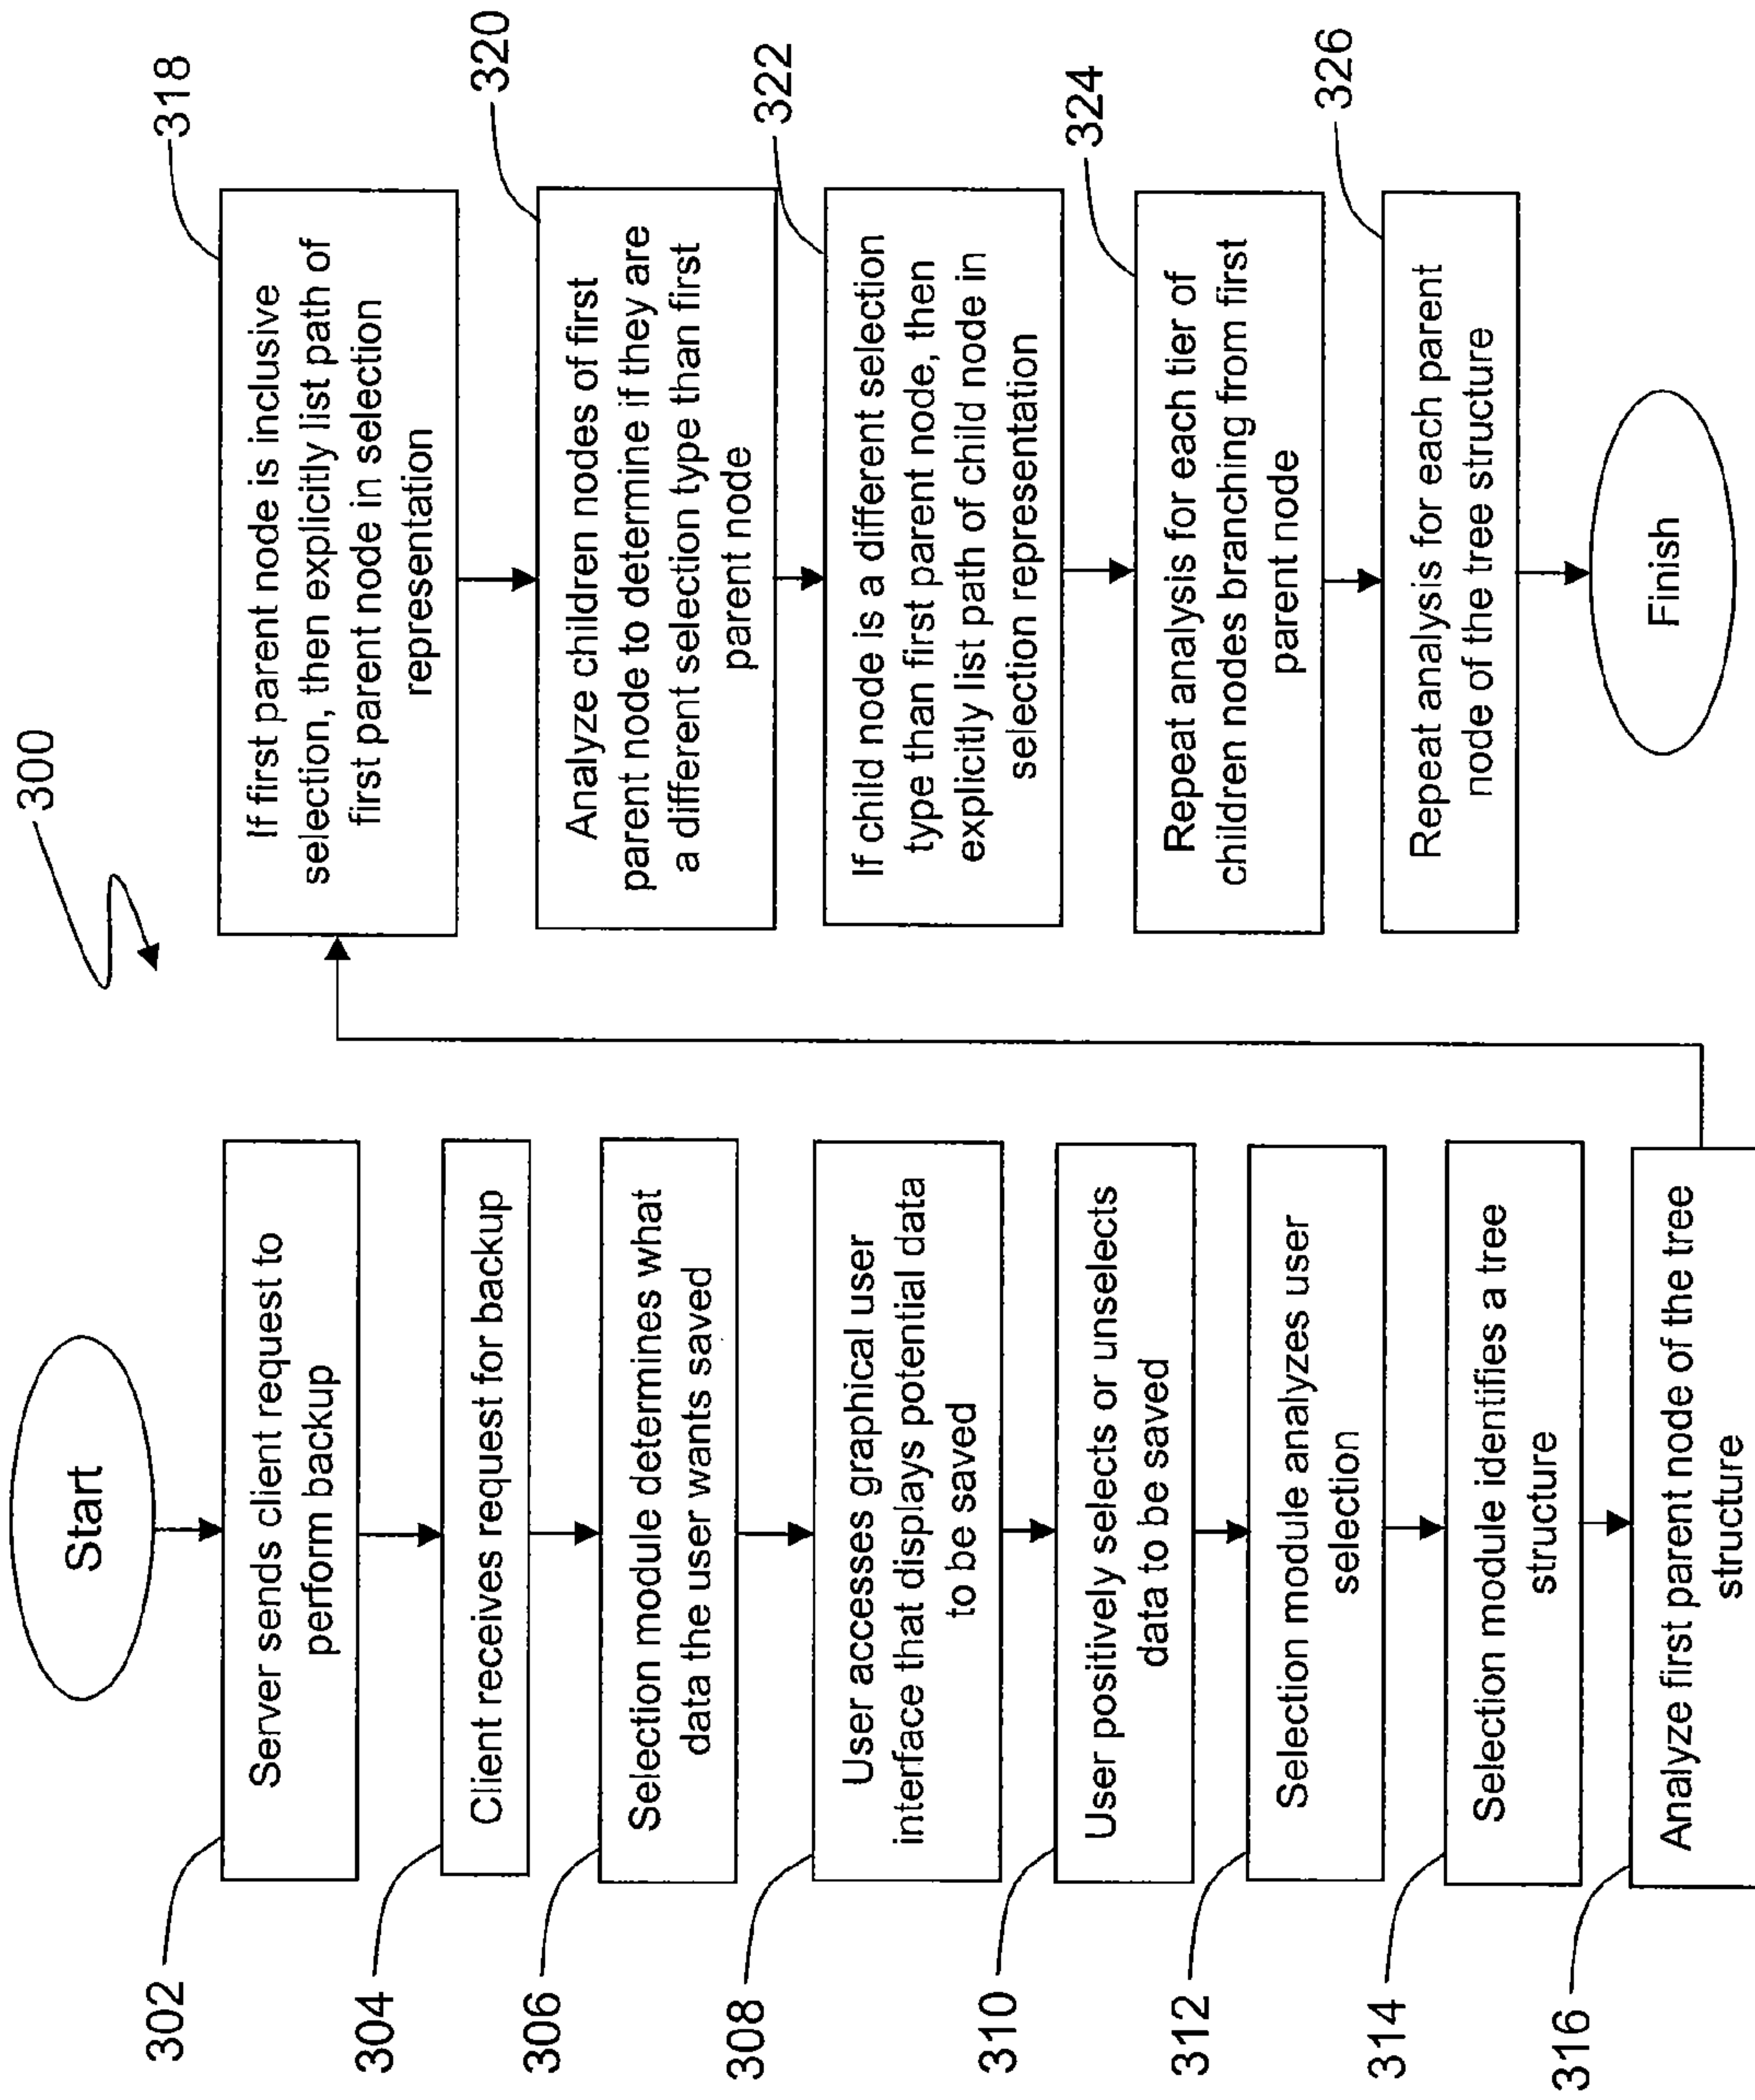 300
Start
302
Server sends client request to
perform backup
304
Client receives request for backup
306
Selection module determines what
data the user wants saved
308
User accesses graphical user
interface that displays potential data
to be saved
310
User positively selects or unselects
data to be saved
312
Selection module analyzes user
selection
314
Selection module identifies a tree
structure
316
Analyze first parent node of the tree
structure
318
If first parent node is inclusive
selection, then explicitly list path of
first parent node in selection
representation
320
Analyze children nodes of first
parent node to determine if they are
a different selection type than first
parent node
322
If child node is a different selection
type than first parent node, then
explicitly list path of child node in
selection representation
324
Repeat analysis for each tier of
children nodes branching from first
parent node
326
Repeat analysis for each parent
node of the tree structure
Finish